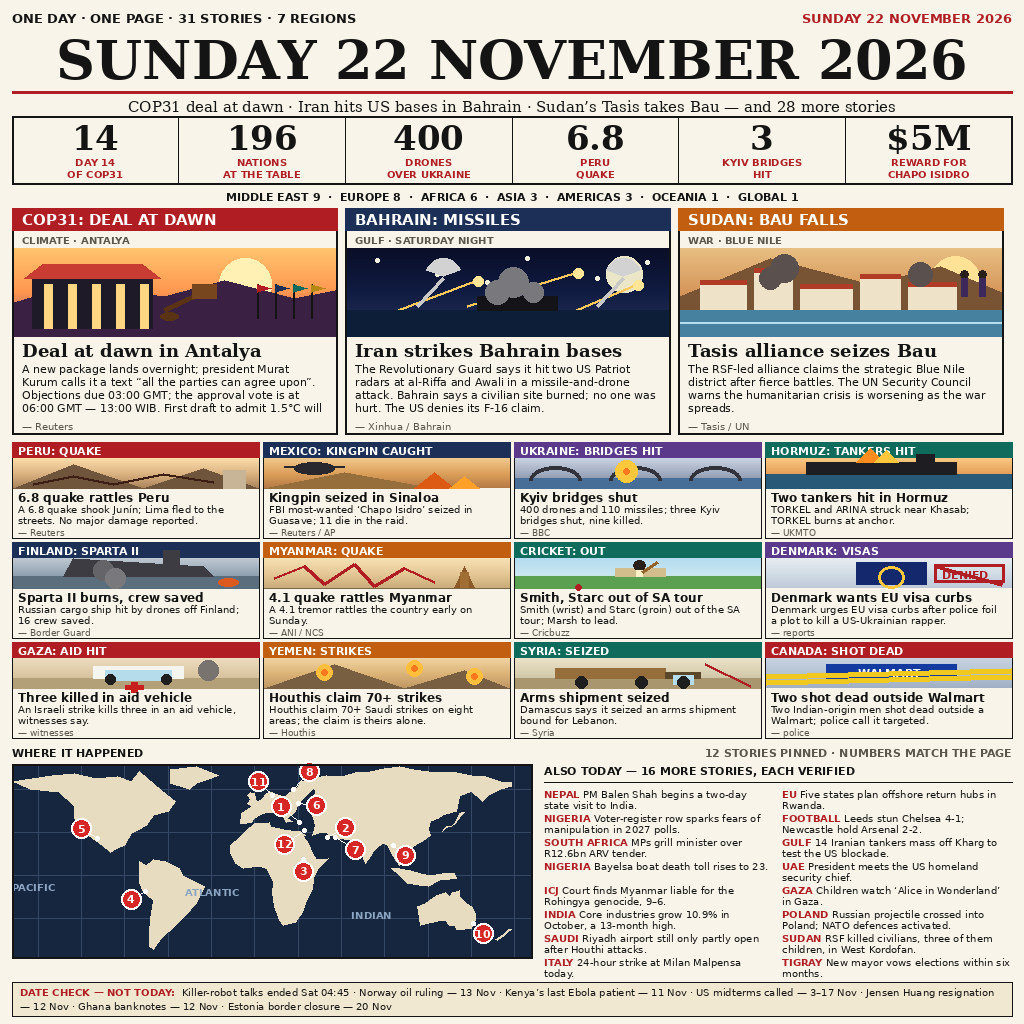 ONE DAY · ONE PAGE · 31 STORIES · 7 REGIONS
SUNDAY 22 NOVEMBER 2026
SUNDAY 22 NOVEMBER 2026
COP31 deal at dawn · Iran hits US bases in Bahrain · Sudan’s Tasis takes Bau — and 28 more stories
14
DAY 14
OF COP31
196
NATIONS
AT THE TABLE
400
DRONES
OVER UKRAINE
6.8
PERU
QUAKE
3
KYIV BRIDGES
HIT
$5M
REWARD FOR
CHAPO ISIDRO
MIDDLE EAST 9 · EUROPE 8 · AFRICA 6 · ASIA 3 · AMERICAS 3 · OCEANIA 1 · GLOBAL 1
COP31: DEAL AT DAWN
CLIMATE · ANTALYA
Deal at dawn in Antalya
A new package lands overnight; president Murat
Kurum calls it a text “all the parties can agree upon”.
Objections due 03:00 GMT; the approval vote is at
06:00 GMT — 13:00 WIB. First draft to admit 1.5°C will
— Reuters
BAHRAIN: MISSILES
GULF · SATURDAY NIGHT
Iran strikes Bahrain bases
The Revolutionary Guard says it hit two US Patriot
radars at al-Riffa and Awali in a missile-and-drone
attack. Bahrain says a civilian site burned; no one was
hurt. The US denies its F-16 claim.
— Xinhua / Bahrain
SUDAN: BAU FALLS
WAR · BLUE NILE
Tasis alliance seizes Bau
The RSF-led alliance claims the strategic Blue Nile
district after fierce battles. The UN Security Council
warns the humanitarian crisis is worsening as the war
spreads.
— Tasis / UN
PERU: QUAKE
6.8 quake rattles Peru
A 6.8 quake shook Junín; Lima fled to the
streets. No major damage reported.
— Reuters
MEXICO: KINGPIN CAUGHT
Kingpin seized in Sinaloa
FBI most-wanted ‘Chapo Isidro’ seized in
Guasave; 11 die in the raid.
— Reuters / AP
UKRAINE: BRIDGES HIT
Kyiv bridges shut
400 drones and 110 missiles; three Kyiv
bridges shut, nine killed.
— BBC
HORMUZ: TANKERS HIT
Two tankers hit in Hormuz
TORKEL and ARINA struck near Khasab;
TORKEL burns at anchor.
— UKMTO
FINLAND: SPARTA II
Sparta II burns, crew saved
Russian cargo ship hit by drones off Finland;
16 crew saved.
— Border Guard
MYANMAR: QUAKE
4.1 quake rattles Myanmar
A 4.1 tremor rattles the country early on
Sunday.
— ANI / NCS
CRICKET: OUT
Smith, Starc out of SA tour
Smith (wrist) and Starc (groin) out of the SA
tour; Marsh to lead.
— Cricbuzz
DENMARK: VISAS
DENIED
Denmark wants EU visa curbs
Denmark urges EU visa curbs after police foil
a plot to kill a US-Ukrainian rapper.
— reports
GAZA: AID HIT
Three killed in aid vehicle
An Israeli strike kills three in an aid vehicle,
witnesses say.
— witnesses
YEMEN: STRIKES
Houthis claim 70+ strikes
Houthis claim 70+ Saudi strikes on eight
areas; the claim is theirs alone.
— Houthis
SYRIA: SEIZED
Arms shipment seized
Damascus says it seized an arms shipment
bound for Lebanon.
— Syria
CANADA: SHOT DEAD
WALMART
Two shot dead outside Walmart
Two Indian-origin men shot dead outside a
Walmart; police call it targeted.
— police
WHERE IT HAPPENED
12 STORIES PINNED · NUMBERS MATCH THE PAGE
11
8
1
6
5
2
12
7
9
3
4
10
PACIFIC
ATLANTIC
INDIAN
ALSO TODAY — 16 MORE STORIES, EACH VERIFIED
NEPAL PM Balen Shah begins a two-day
state visit to India.
NIGERIA Voter-register row sparks fears of
manipulation in 2027 polls.
SOUTH AFRICA MPs grill minister over
R12.6bn ARV tender.
NIGERIA Bayelsa boat death toll rises to 23.
ICJ Court finds Myanmar liable for the
Rohingya genocide, 9–6.
INDIA Core industries grow 10.9% in
October, a 13-month high.
SAUDI Riyadh airport still only partly open
after Houthi attacks.
ITALY 24-hour strike at Milan Malpensa
today.
EU Five states plan offshore return hubs in
Rwanda.
FOOTBALL Leeds stun Chelsea 4-1;
Newcastle hold Arsenal 2-2.
GULF 14 Iranian tankers mass off Kharg to
test the US blockade.
UAE President meets the US homeland
security chief.
GAZA Children watch ‘Alice in Wonderland’
in Gaza.
POLAND Russian projectile crossed into
Poland; NATO defences activated.
SUDAN RSF killed civilians, three of them
children, in West Kordofan.
TIGRAY New mayor vows elections within six
months.
DATE CHECK — NOT TODAY: Killer-robot talks ended Sat 04:45 · Norway oil ruling — 13 Nov · Kenya’s last Ebola patient — 11 Nov · US midterms called — 3–17 Nov · Jensen Huang resignation
— 12 Nov · Ghana banknotes — 12 Nov · Estonia border closure — 20 Nov